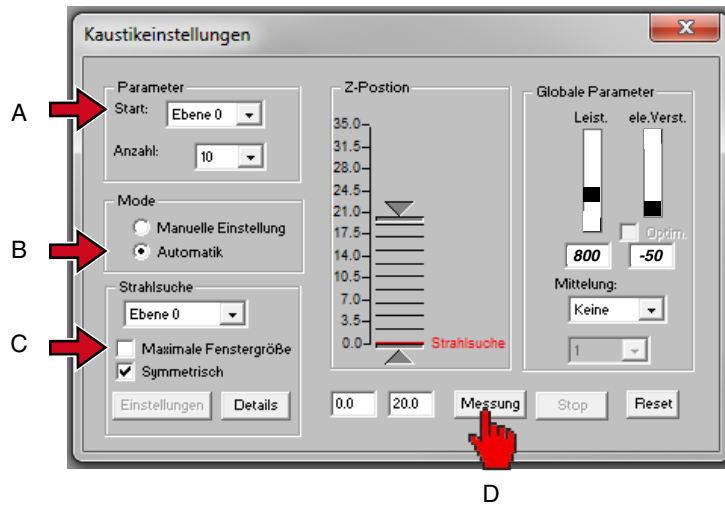 Kaustikeinstellungen
x
A
Parameter
Start: Ebene 0
Anzahl: 10
B
Mode
Manuelle Einstellung
Automatik
C
Strahlsuche
Ebene 0
Maximale Fenstergröße
Symmetrisch
Einstellungen Details
Z-Postion
35.0
31.5
28.0
24.5
21.0
17.5
14.0
10.5
7.0
3.5
0.0 Strahlsuche
0.0 20.0 Messung Stop Reset
Globale Parameter
Leist. ele.Verst.
Optim.
800 -50
Mittelung:
Keine
1
D